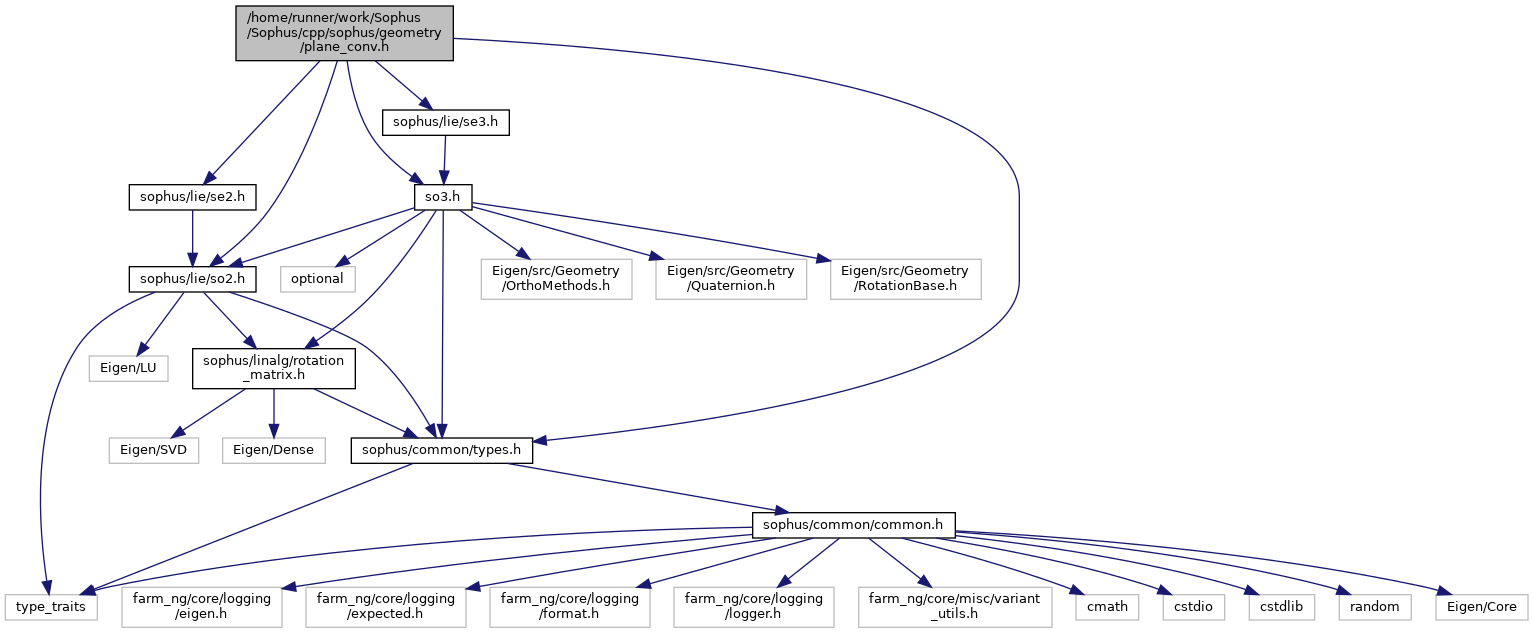 /home/runner/work/Sophus
/Sophus/cpp/sophus/geometry
/plane_conv.h
sophus/lie/se3.h
sophus/lie/se2.h
so3.h
sophus/lie/so2.h
optional
Eigen/src/Geometry
/OrthoMethods.h
Eigen/src/Geometry
/Quaternion.h
Eigen/src/Geometry
/RotationBase.h
Eigen/LU
sophus/linalg/rotation
_matrix.h
Eigen/SVD
Eigen/Dense
sophus/common/types.h
sophus/common/common.h
type_traits
farm_ng/core/logging
/eigen.h
farm_ng/core/logging
/expected.h
farm_ng/core/logging
/format.h
farm_ng/core/logging
/logger.h
farm_ng/core/misc/variant
_utils.h
cmath
cstdio
cstdlib
random
Eigen/Core